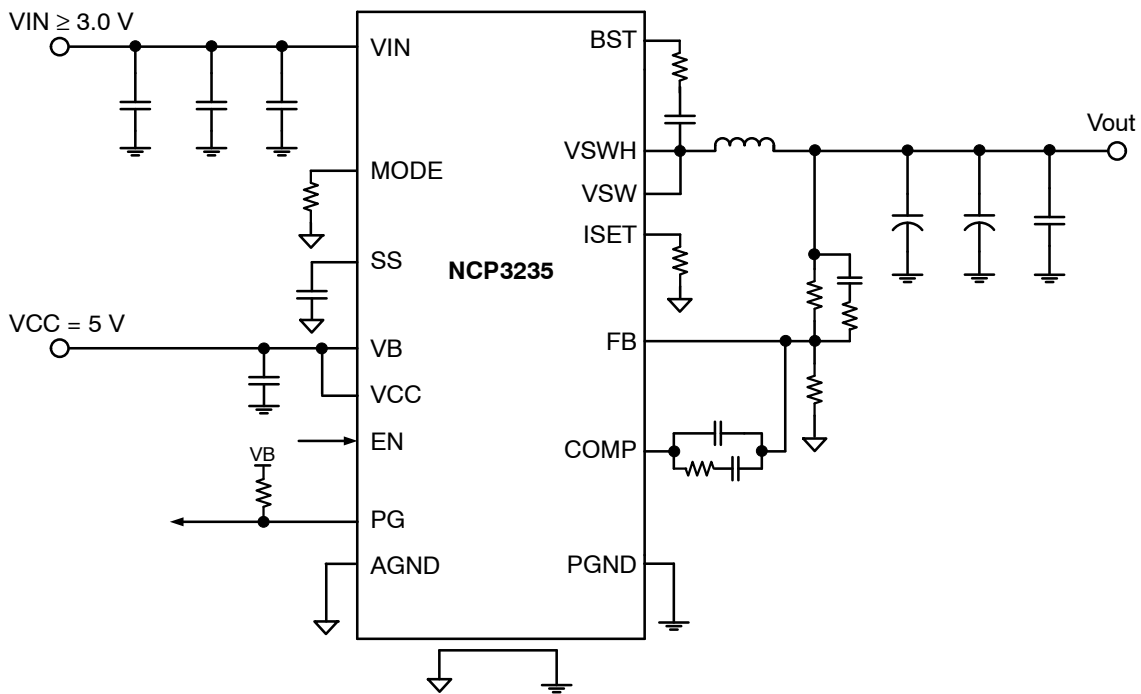 VIN ≥ 3.0 V
VIN
BST
VSWH
Vout
MODE
VSW
ISET
SS
NCP3235
VCC = 5 V
VB
FB
VCC
EN
COMP
VB
PG
AGND
PGND